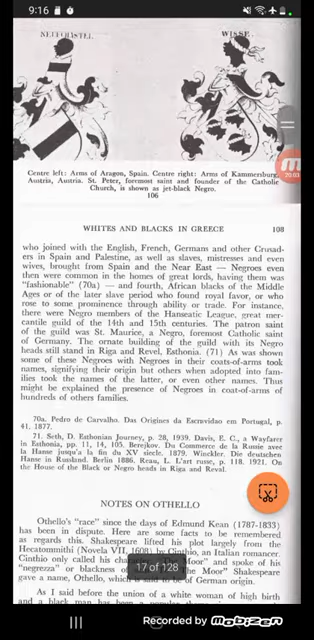 9:16
NEUFORSTEL
WISSE
Centre left: Arms of Aragon, Spain. Centre right: Arms of Kammersburg,
Austria, Austria. St. Peter, foremost saint and founder of the Catholic
Church, is shown as jet-black Negro.
106
20:03
WHITES AND BLACKS IN GREECE 108
who joined with the English, French, Germans and other Crusad-
ers in Spain and Palestine, as well as slaves, mistresses and even
wives, brought from Spain and the Near East — Negroes even
then were common in the homes of great lords, having them was
"fashionable" (70a) — and fourth, African blacks of the Middle
Ages or of the later slave period who found royal favor, or who
rose to some prominence through ability or trade. For instance,
there were Negro members of the Hanseatic League, great mer-
cantile guild of the 14th and 15th centuries. The patron saint
of the guild was St. Maurice, a Negro, foremost Catholic saint
of Germany. The ornate building of the guild with its Negro
heads still stand in Riga and Revel, Esthonia. (71) As was shown
some of these Negroes with Negroes in their coats-of-arms took
names, signifying their origin but others when adopted into fam-
ilies took the names of the latter, or even other names. Thus
might be explained the presence of Negroes in coat-of-arms of
hundreds of others families.
70a. Pedro de Carvalho. Das Origines da Escravidao em Portugal, p.
41. 1877.
71. Seth, D. Esthonian Journey, p. 28, 1939. Davis, E. C., a Wayfarer
in Esthonia, pp. 11, 14, 105. Berejkov. Du Commerce de la Russie avec
la Hanse jusqu'a la fin du XV siecle. 1879. Winckler. Die deutschen
Hanse in Russland. Berlin 1886. Reau, L. L'art russe, p. 118. 1921. On
the House of the Black or Negro heads in Riga and Reval.
NOTES ON OTHELLO
Othello's "race" since the days of Edmund Kean (1787-1833)
has been in dispute. Here are some facts to be remembered
as regards this. Shakespeare lifted his plot largely from the
Hecatommithi (Novela VII, 1608) by Cinthio, an Italian romancer.
Cinthio only called his Moor" and spoke of his
"negrezza" or blackness The Moor" Shakespeare
gave a name, Othello, which is said to be of German origin.
17 of 128
As I said before the union of a white woman of high birth
and a black man has been a popular
Recorded by Mobizen